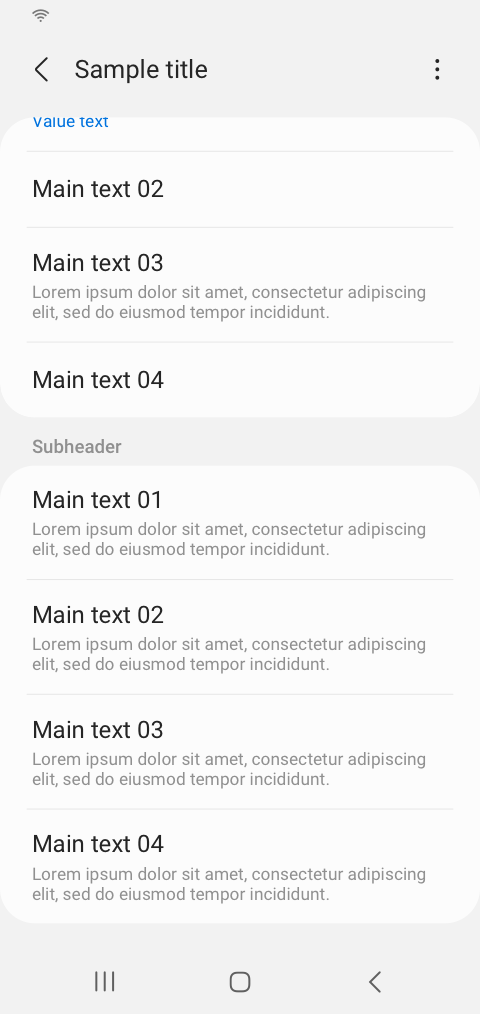 Sample title
Value text
Main text 02
Main text 03
Lorem ipsum dolor sit amet, consectetur adipiscing
elit, sed do eiusmod tempor incididunt.
Main text 04
Subheader
Main text 01
Lorem ipsum dolor sit amet, consectetur adipiscing
elit, sed do eiusmod tempor incididunt.
Main text 02
Lorem ipsum dolor sit amet, consectetur adipiscing
elit, sed do eiusmod tempor incididunt.
Main text 03
Lorem ipsum dolor sit amet, consectetur adipiscing
elit, sed do eiusmod tempor incididunt.
Main text 04
Lorem ipsum dolor sit amet, consectetur adipiscing
elit, sed do eiusmod tempor incididunt.